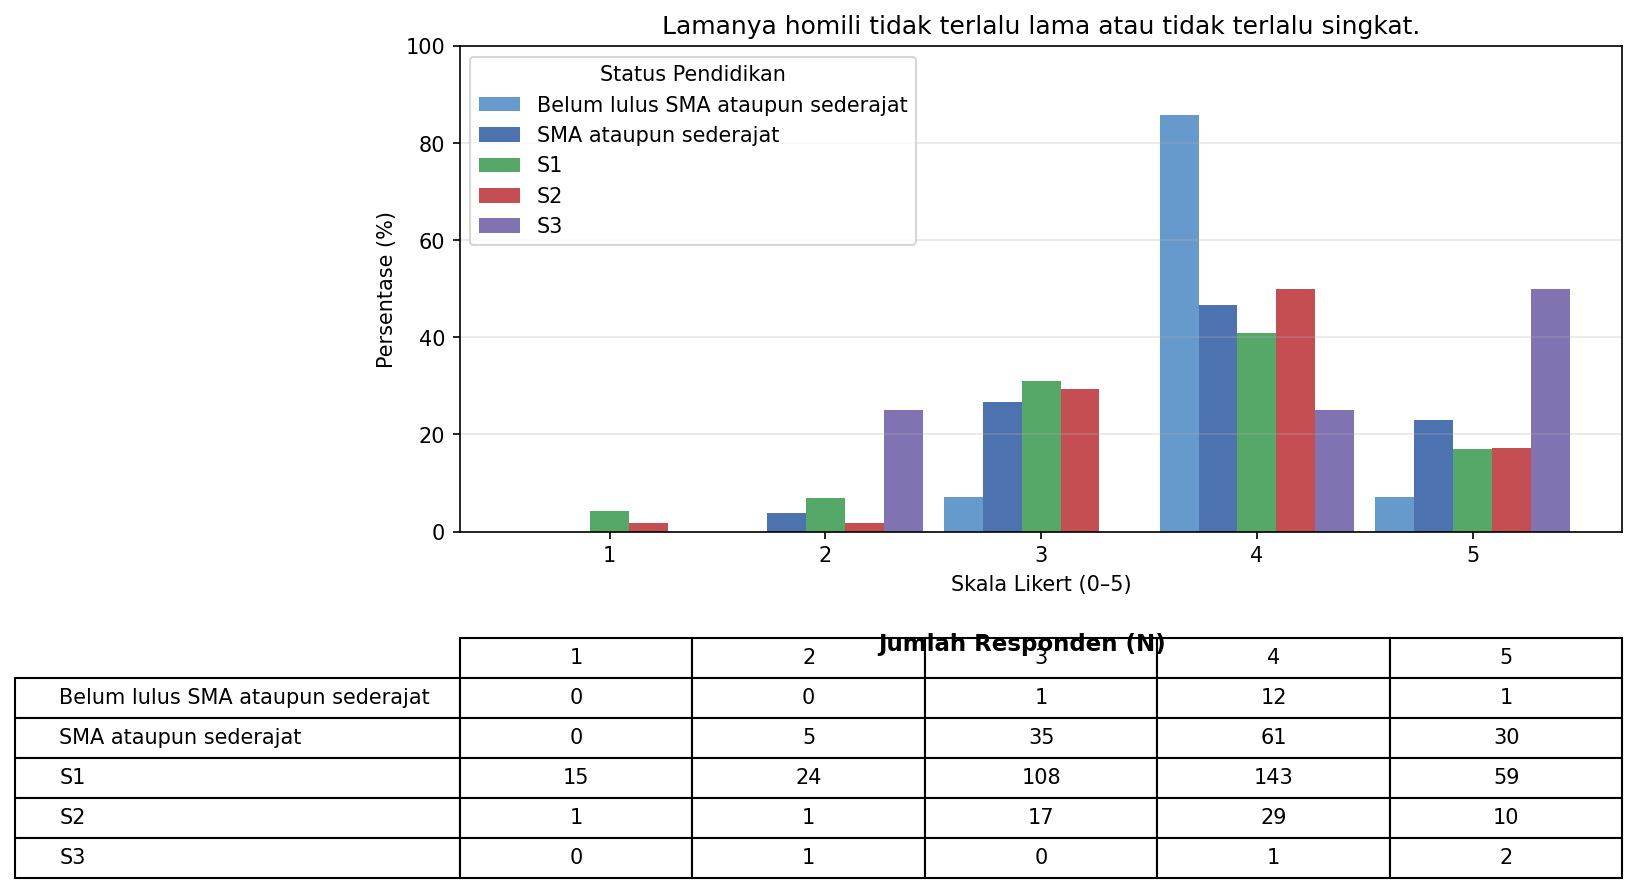 Lamanya homili tidak terlalu lama atau tidak terlalu singkat.
100
80
60
40
20
0
Persentase (%)
Status Pendidikan
Belum lulus SMA ataupun sederajat
SMA ataupun sederajat
S1
S2
S3
1 2 3 4 5
Skala Likert (0–5)
Jumlah Responden (N)
1 2 3 4 5
Belum lulus SMA ataupun sederajat 0 0 1 12 1
SMA ataupun sederajat 0 5 35 61 30
S1 15 24 108 143 59
S2 1 1 17 29 10
S3 0 1 0 1 2